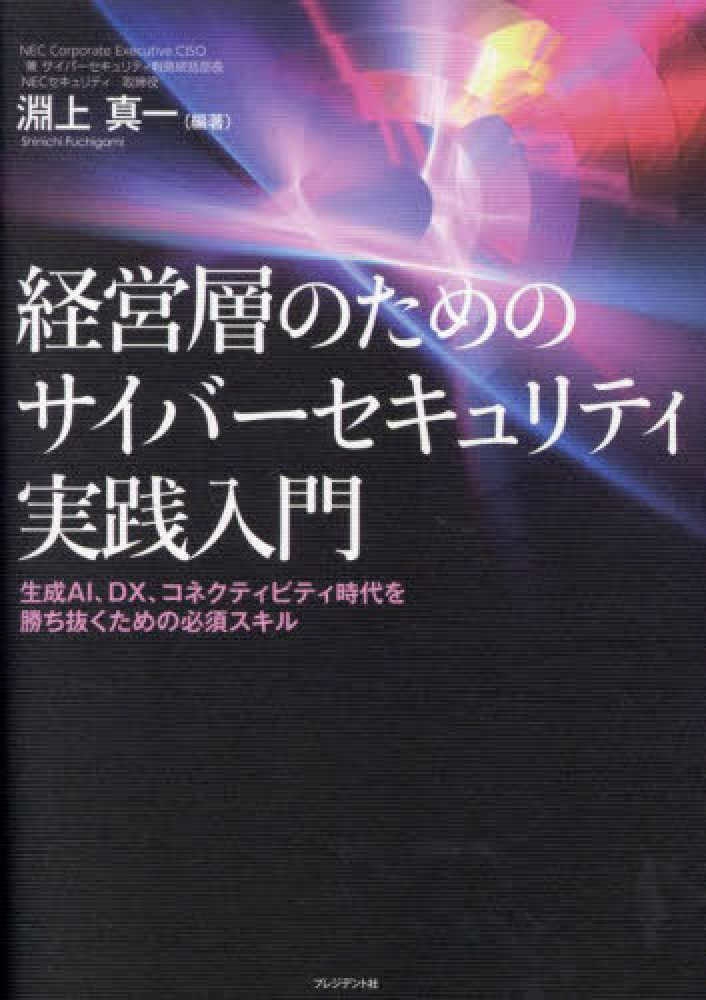 NEC Corporate Executive CISO
兼 サイバーセキュリティ戦略統括部長
NECセキュリティ 取締役
淵上 真一（編著）
Shinichi Fuchigami
経営層のための
サイバーセキュリティ
実践入門
生成AI、DX、コネクティビティ時代を
勝ち抜くための必須スキル
プレジデント社